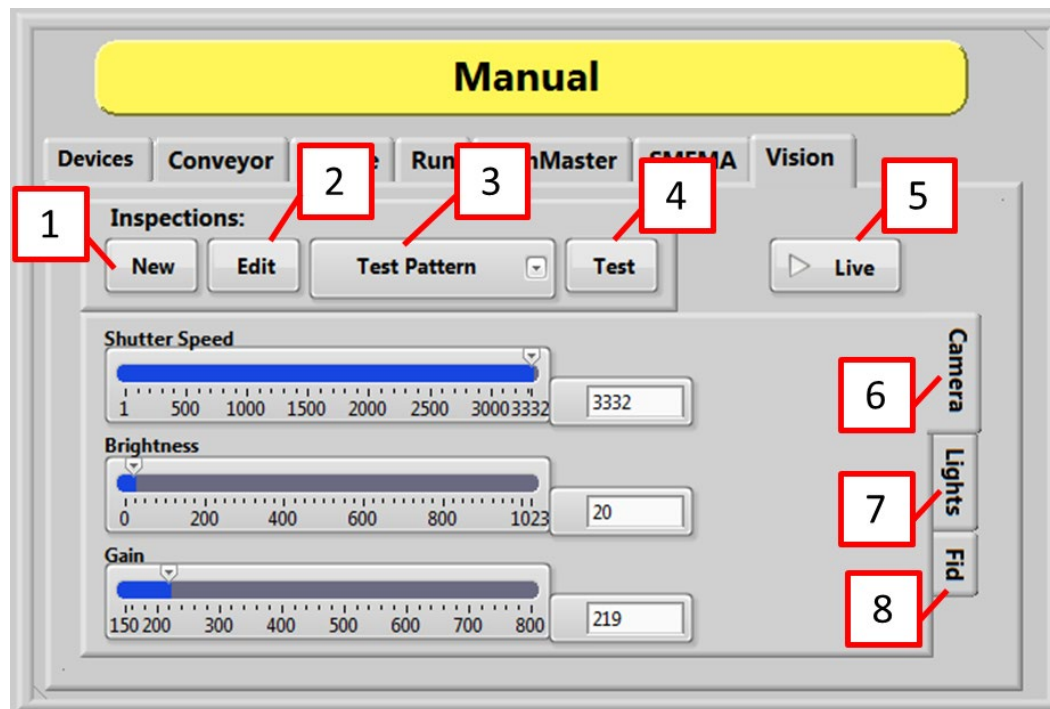 Manual
Devices Conveyor Run Master SMEMA Vision
1 2 3 4 5
Inspections:
New Edit Test Pattern Test Live
Shutter Speed
1 500 1000 1500 2000 2500 3000 3332
3332
Camera
6
Brightness
0 200 400 600 800 1023
20
Lights
7
Gain
150 200 300 400 500 600 700 800
219
Fid
8